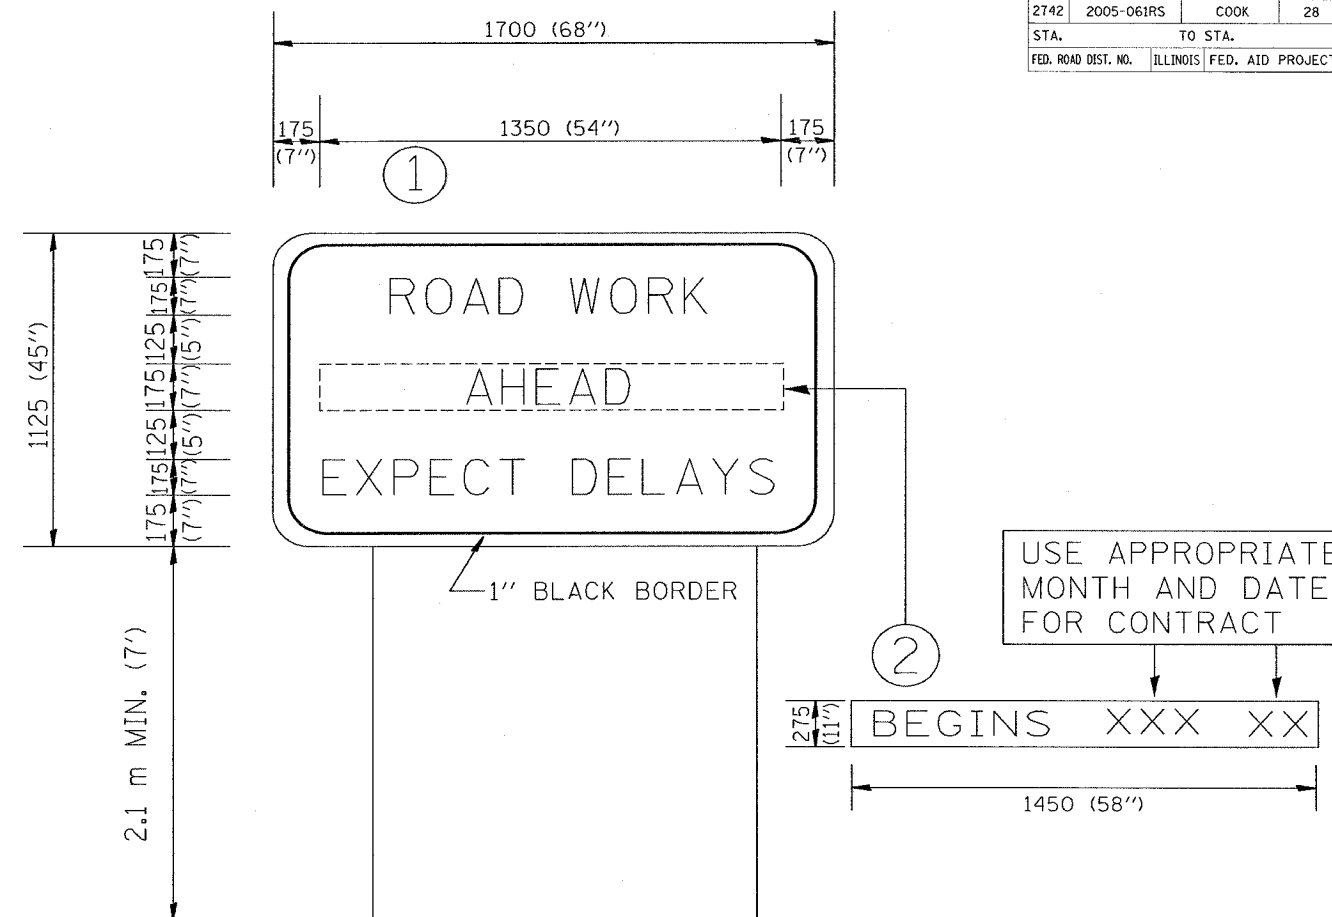 2742 2005-061RS COOK 28
STA. TO STA.
FED. ROAD DIST. NO. ILLINOIS FED. AID PROJECT
1700 (68")
175 (7")
1350 (54")
175 (7")
1
1125 (45")
175 (7")
175 (7")
125 (5")
175 (7")
125 (5")
175 (7")
175 (7")
ROAD WORK
AHEAD
EXPECT DELAYS
1" BLACK BORDER
2.1 m MIN. (7')
2
USE APPROPRIATE
MONTH AND DATE
FOR CONTRACT
275 (11")
BEGINS XXX XX
1450 (58")